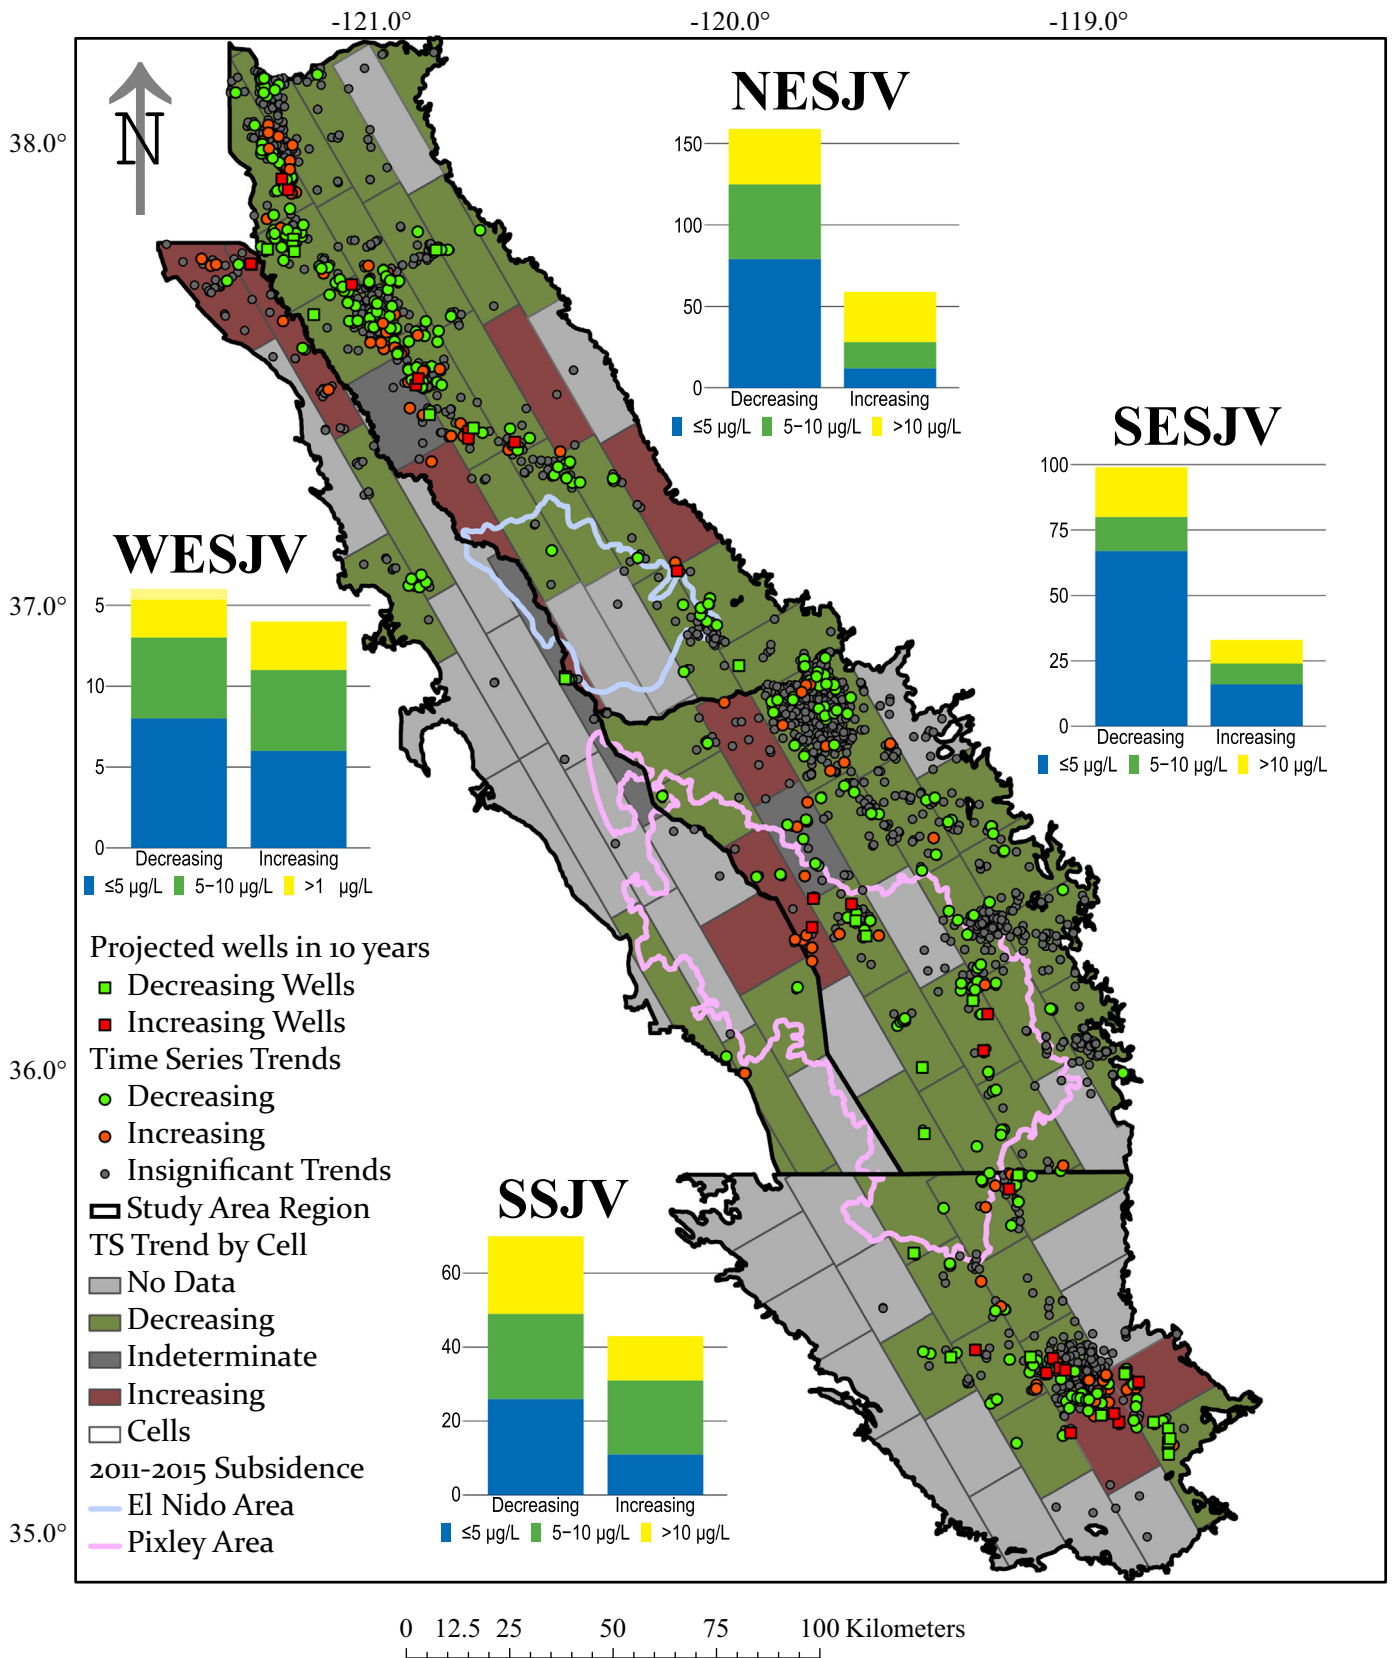 -121.0° -120.0° -119.0°
38.0°
37.0°
36.0°
35.0°
N
NESJV
150
100
50
0
Decreasing Increasing
≤5 µg/L 5–10 µg/L >10 µg/L
SESJV
100
75
50
25
0
Decreasing Increasing
≤5 µg/L 5–10 µg/L >10 µg/L
WESJV
5
10
5
0
Decreasing Increasing
≤5 µg/L 5–10 µg/L >1 µg/L
SSJV
60
40
20
0
Decreasing Increasing
≤5 µg/L 5–10 µg/L >10 µg/L
Projected wells in 10 years
Decreasing Wells
Increasing Wells
Time Series Trends
Decreasing
Increasing
Insignificant Trends
Study Area Region
TS Trend by Cell
No Data
Decreasing
Indeterminate
Increasing
Cells
2011-2015 Subsidence
El Nido Area
Pixley Area
0 12.5 25 50 75 100 Kilometers